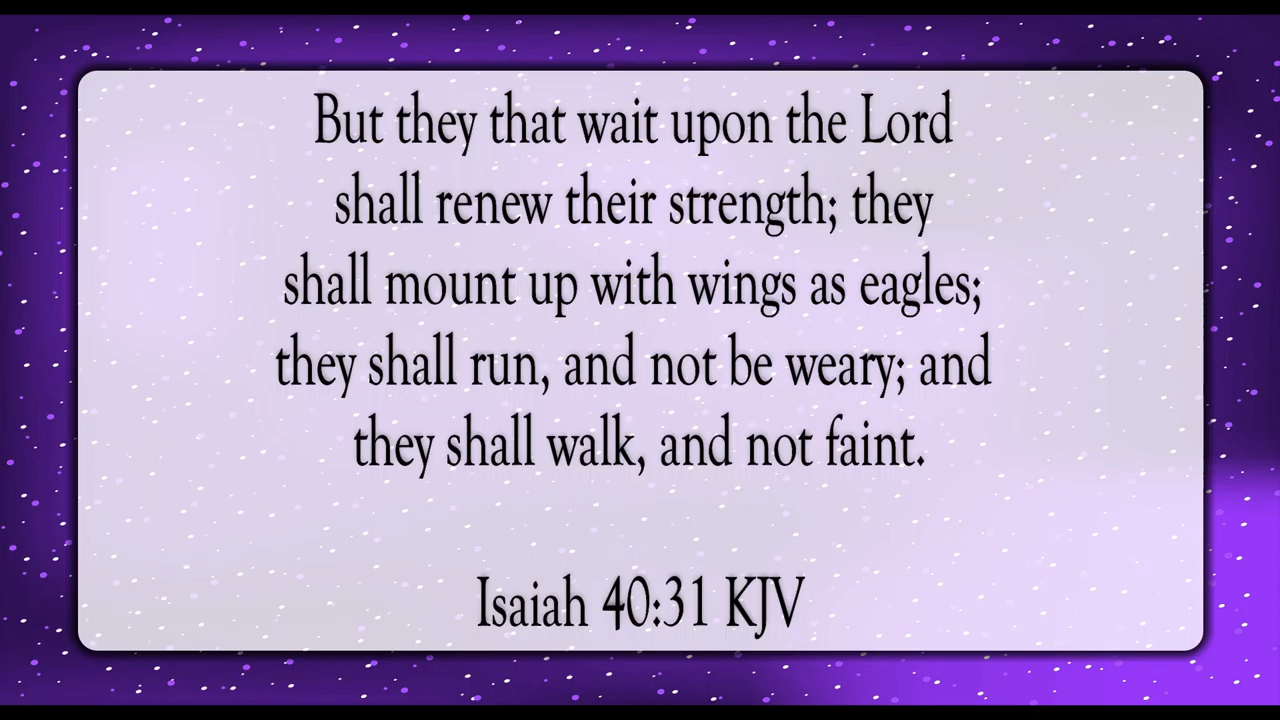 But they that wait upon the Lord
shall renew their strength; they
shall mount up with wings as eagles;
they shall run, and not be weary; and
they shall walk, and not faint.
Isaiah 40:31 KJV